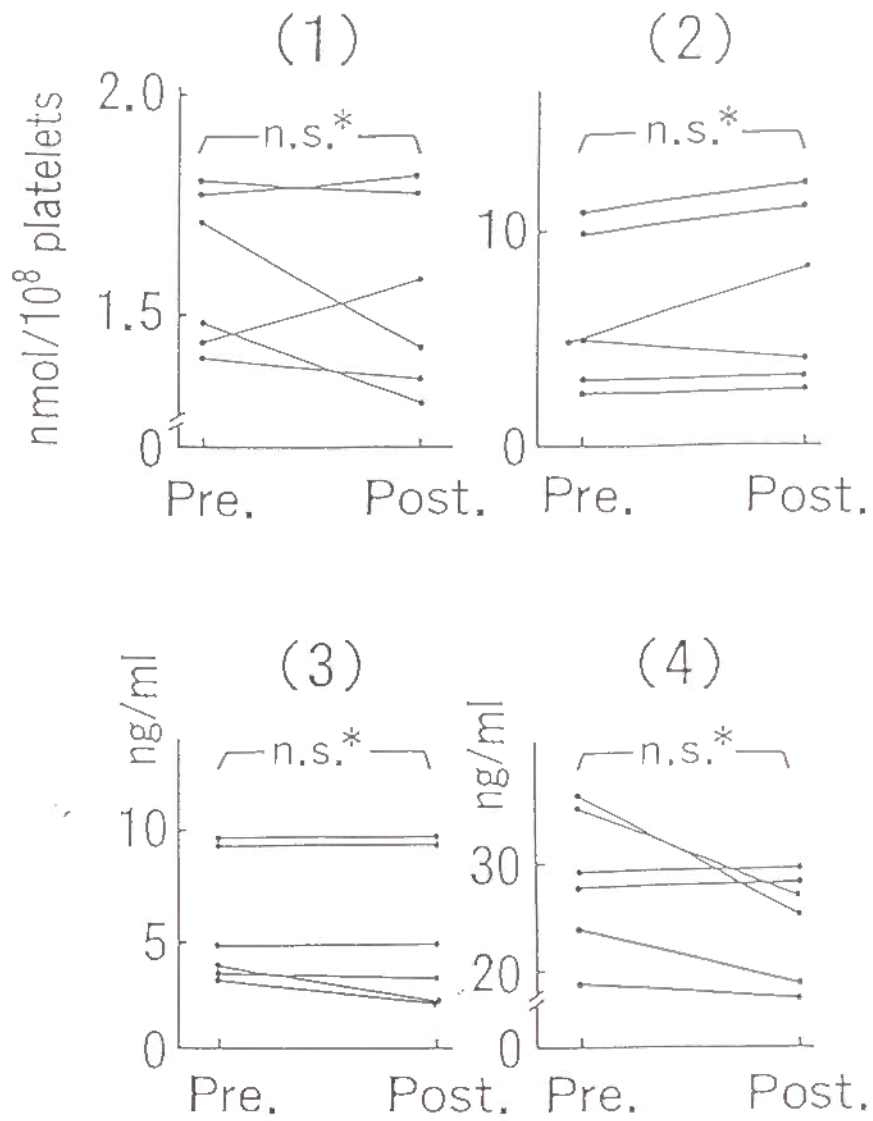 (1)
nmol/10⁸ platelets
2.0
1.5
0
n.s.*
Pre.
Post.
(2)
10
0
n.s.*
Pre.
Post.
(3)
ng/ml
10
5
0
n.s.*
Pre.
Post.
(4)
ng/ml
30
20
0
n.s.*
Pre.
Post.